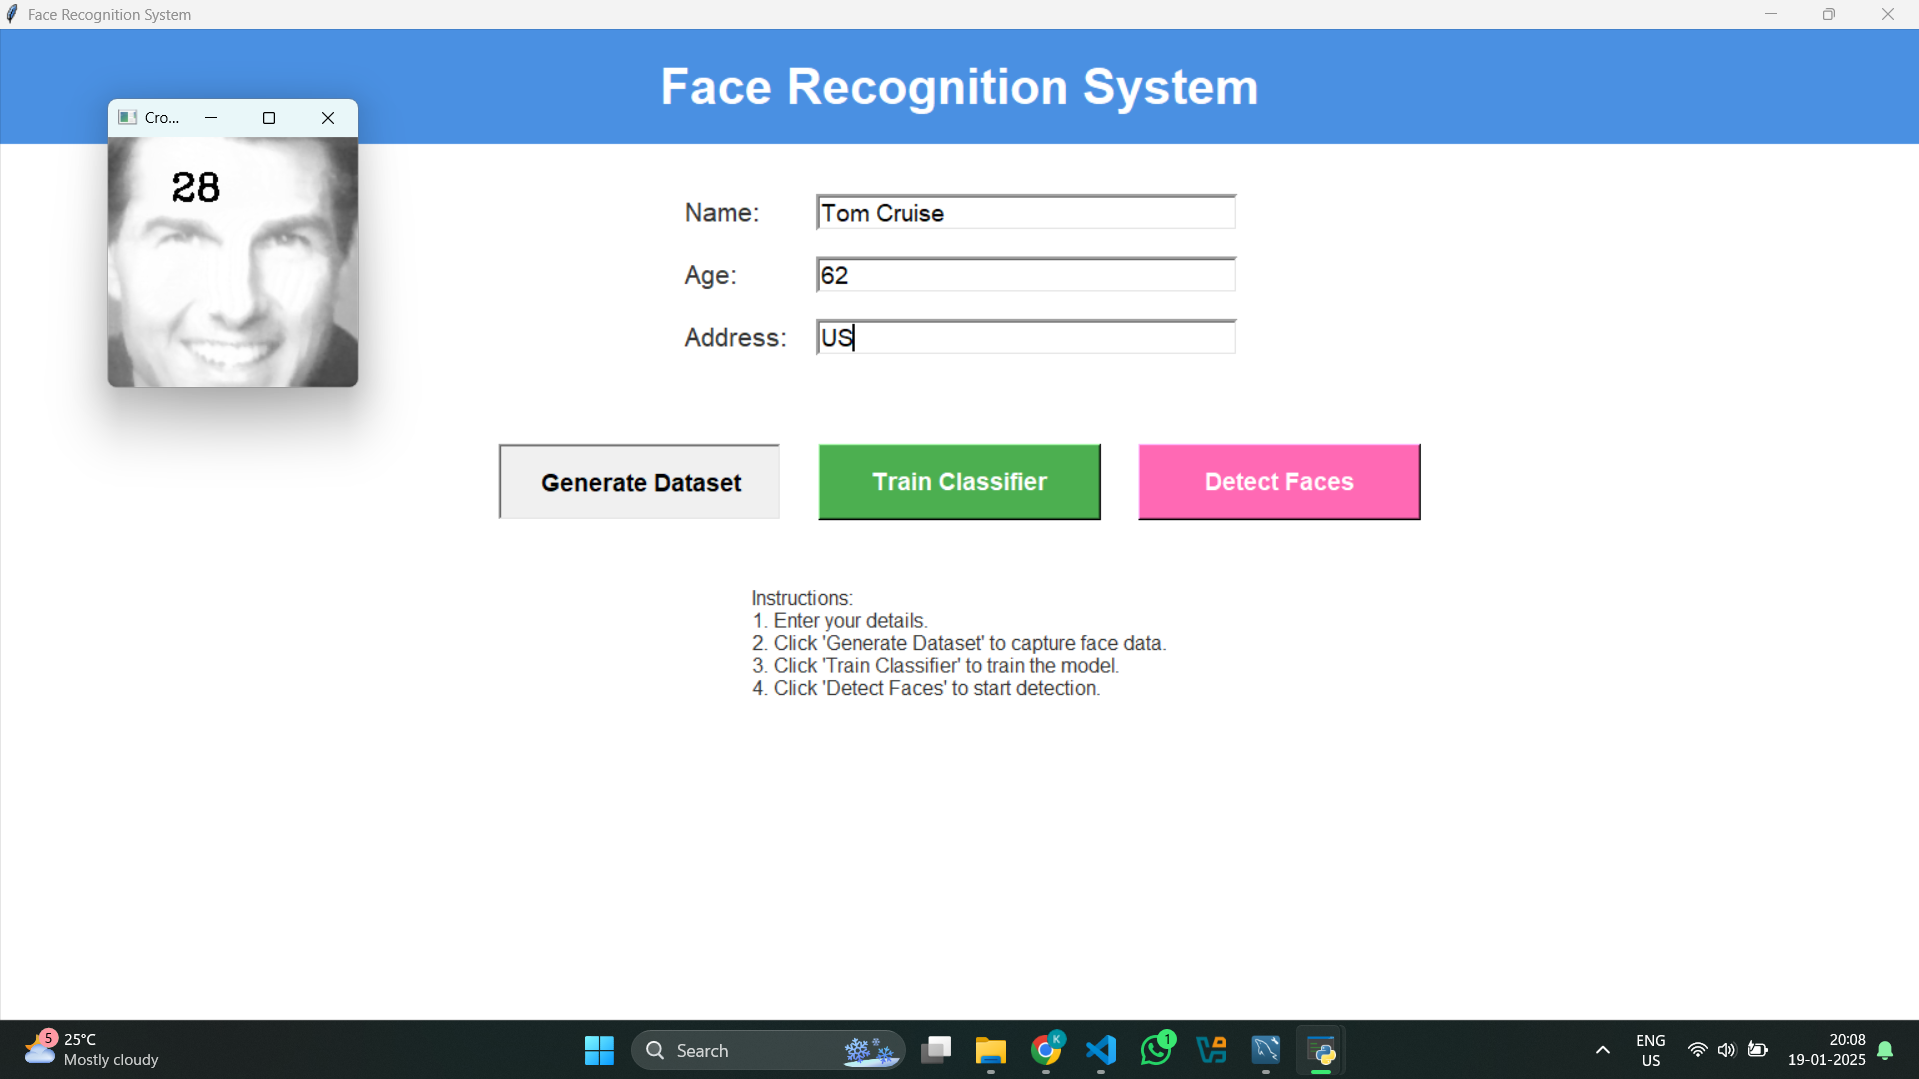 Face Recognition System
Face Recognition System
Cro...
28
Name: Tom Cruise
Age: 62
Address: US
Generate Dataset
Train Classifier
Detect Faces
Instructions:
1. Enter your details.
2. Click 'Generate Dataset' to capture face data.
3. Click 'Train Classifier' to train the model.
4. Click 'Detect Faces' to start detection.
5
25°C
Mostly cloudy
Search
K
1
ENG
US
20:08
19-01-2025